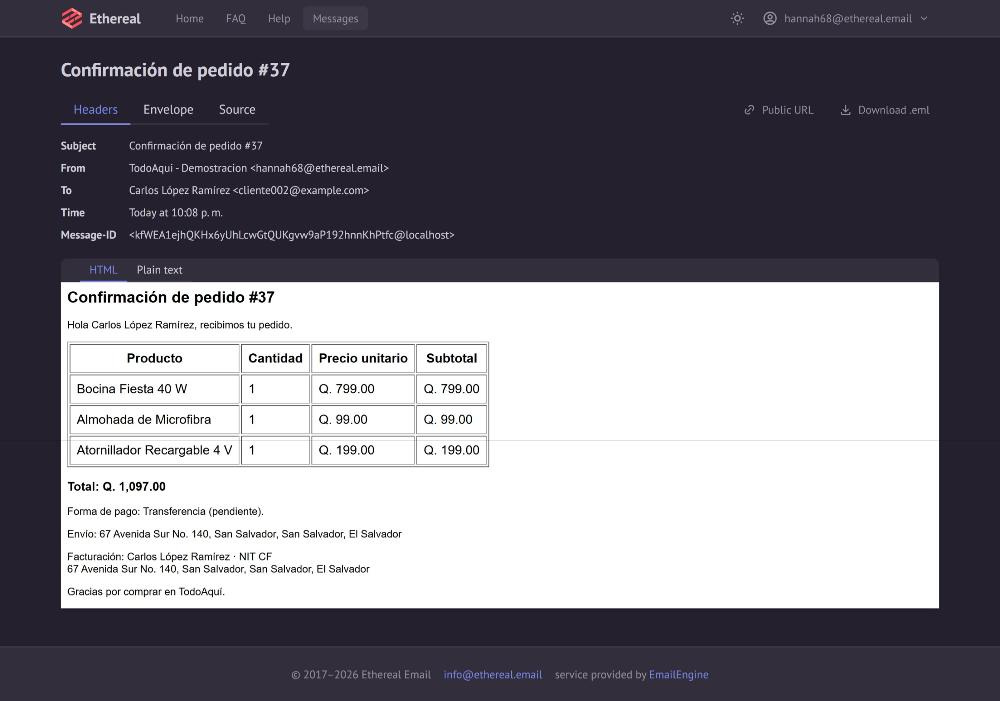 Ethereal Home FAQ Help Messages hannah68@ethereal.email
Confirmación de pedido #37
Headers Envelope Source Public URL Download .eml
Subject Confirmación de pedido #37
From TodoAqui - Demostracion <hannah68@ethereal.email>
To Carlos López Ramírez <cliente002@example.com>
Time Today at 10:08 p. m.
Message-ID <kfWEA1ejhQKHx6yUhLcwGtQUKgvw9aP192hnnKhPtfc@localhost>
HTML Plain text
Confirmación de pedido #37
Hola Carlos López Ramírez, recibimos tu pedido.
Producto Cantidad Precio unitario Subtotal
Bocina Fiesta 40 W 1 Q. 799.00 Q. 799.00
Almohada de Microfibra 1 Q. 99.00 Q. 99.00
Atornillador Recargable 4 V 1 Q. 199.00 Q. 199.00
Total: Q. 1,097.00
Forma de pago: Transferencia (pendiente).
Envío: 67 Avenida Sur No. 140, San Salvador, San Salvador, El Salvador
Facturación: Carlos López Ramírez · NIT CF
67 Avenida Sur No. 140, San Salvador, San Salvador, El Salvador
Gracias por comprar en TodoAquí.
© 2017–2026 Ethereal Email info@ethereal.email service provided by EmailEngine